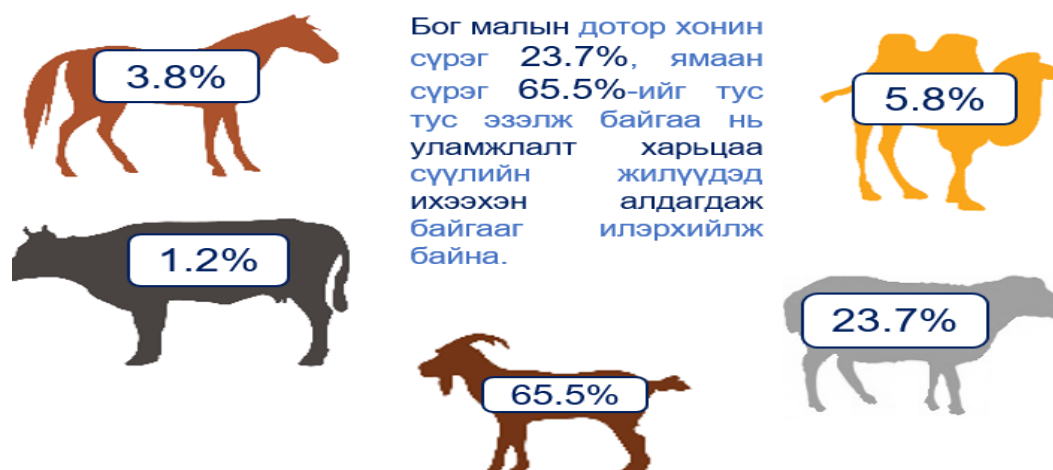 3.8%
Бог малын дотор хонин
сүрэг 23.7%, ямаан
сүрэг 65.5%-ийг тус
тус эзэлж байгаа нь
уламжлалт харьцаа
сүүлийн жилүүдэд
ихээхэн алдагдаж
байгааг илэрхийлж
байна.
5.8%
1.2%
23.7%
65.5%